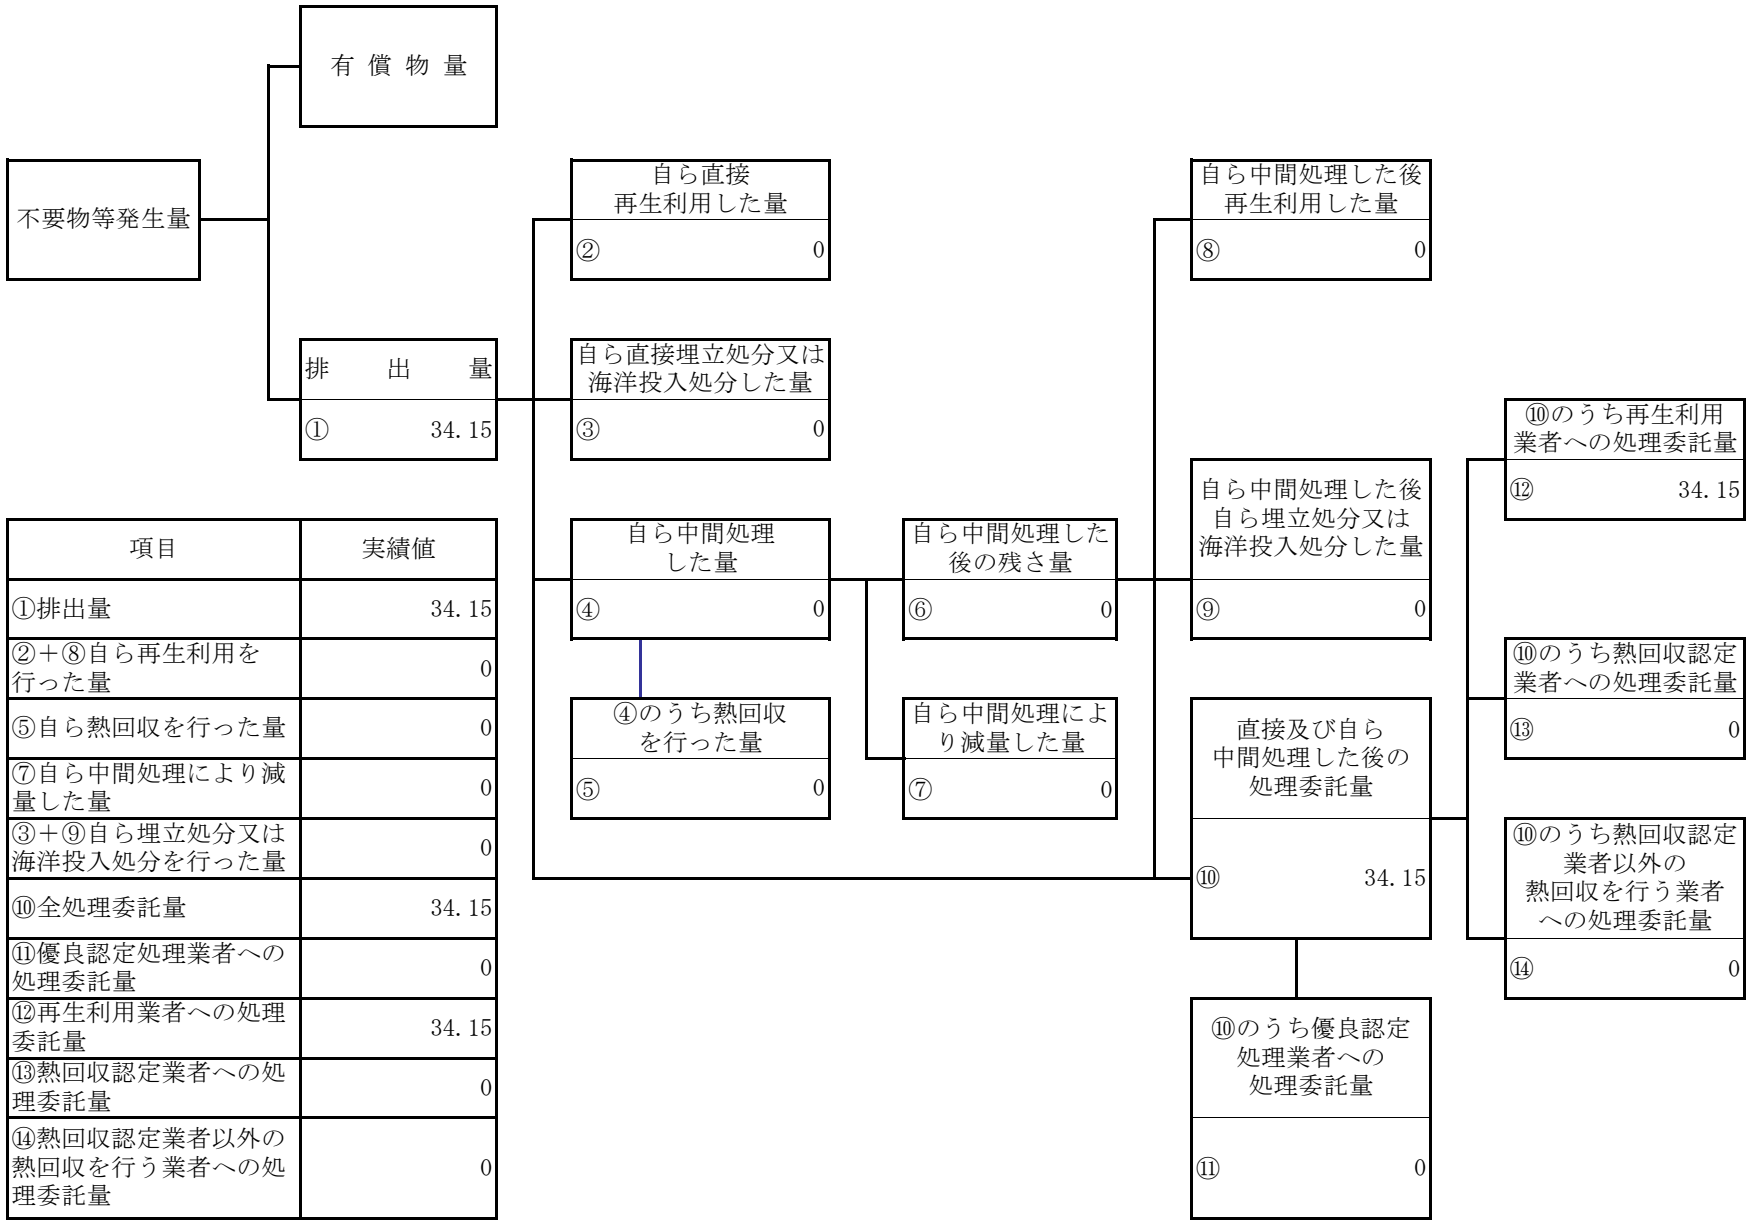 有償物量
不要物等発生量
排出量
① 34.15
自ら直接
再生利用した量
② 0
自ら直接埋立処分又は
海洋投入処分した量
③ 0
自ら中間処理
した量
④ 0
④のうち熱回収
を行った量
⑤ 0
自ら中間処理した
後の残さ量
⑥ 0
自ら中間処理によ
り減量した量
⑦ 0
自ら中間処理した後
再生利用した量
⑧ 0
自ら中間処理した後
自ら埋立処分又は
海洋投入処分した量
⑨ 0
直接及び自ら
中間処理した後の
処理委託量
⑩ 34.15
⑩のうち優良認定
処理業者への
処理委託量
⑪ 0
⑩のうち再生利用
業者への処理委託量
⑫ 34.15
⑩のうち熱回収認定
業者への処理委託量
⑬ 0
⑩のうち熱回収認定
業者以外の
熱回収を行う業者
への処理委託量
⑭ 0
項目 実績値
①排出量 34.15
②＋⑧自ら再生利用を
行った量 0
⑤自ら熱回収を行った量 0
⑦自ら中間処理により減
量した量 0
③＋⑨自ら埋立処分又は
海洋投入処分を行った量 0
⑩全処理委託量 34.15
⑪優良認定処理業者への
処理委託量 0
⑫再生利用業者への処理
委託量 34.15
⑬熱回収認定業者への処
理委託量 0
⑭熱回収認定業者以外の
熱回収を行う業者への処
理委託量 0